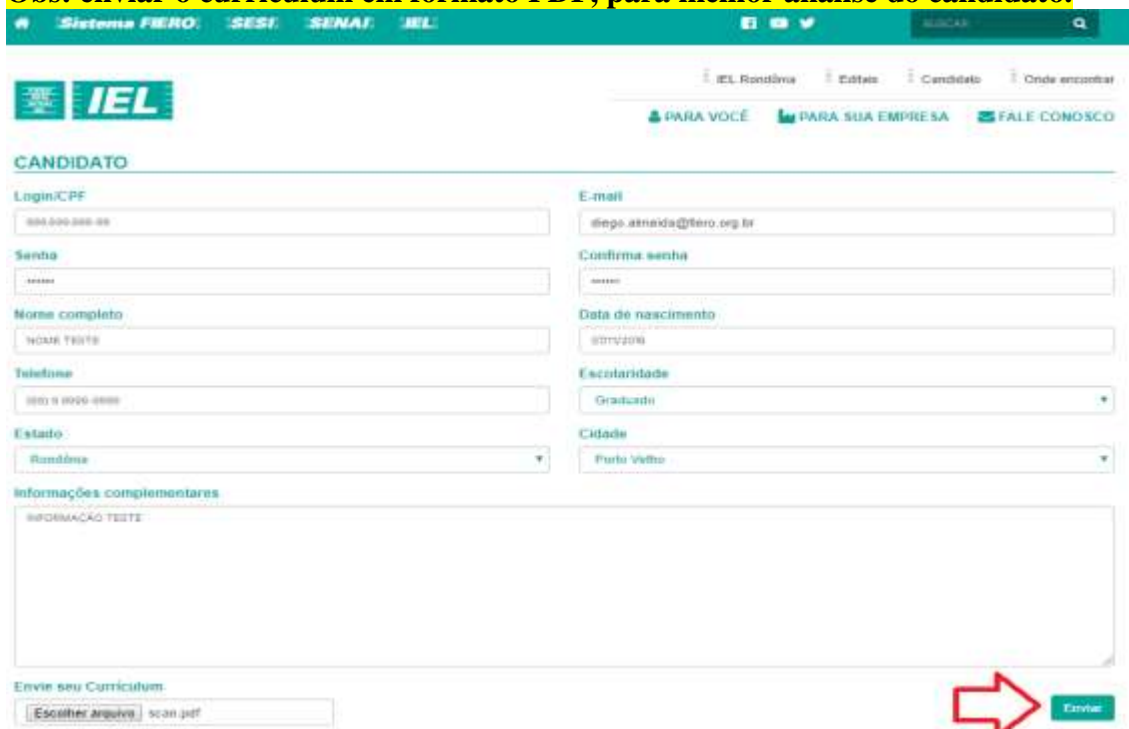 Obs: enviar o curriculum em formato PDF, para melhor análise do candidato.
Sistema FIERO SESI SENAI IEL
BUSCAR
IEL
IEL Rondônia Editais Candidato Onde encontrar
PARA VOCÊ PARA SUA EMPRESA FALE CONOSCO
CANDIDATO
Login/CPF E-mail
diego.almeida@fiero.org.br
Senha Confirma senha
•••••• ••••••
Nome completo Data de nascimento
NOME TESTE
Telefone Escolaridade
Graduado
Estado Cidade
Rondônia Porto Velho
Informações complementares
INFORMAÇÃO TESTE
Envie seu Curriculum
Escolher arquivo scan.pdf
Enviar